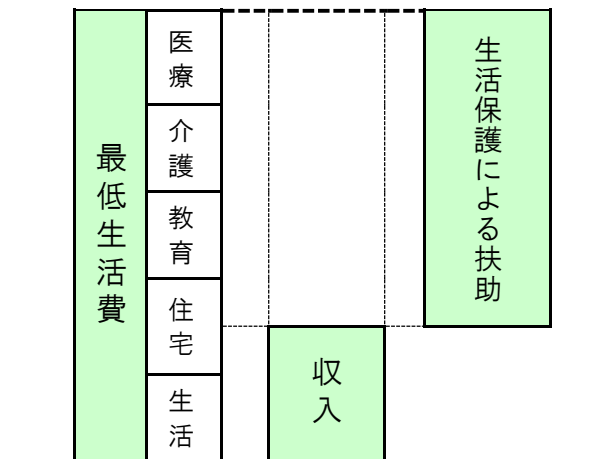 最低生活費
医療
介護
教育
住宅
生活
収入
生活保護による扶助